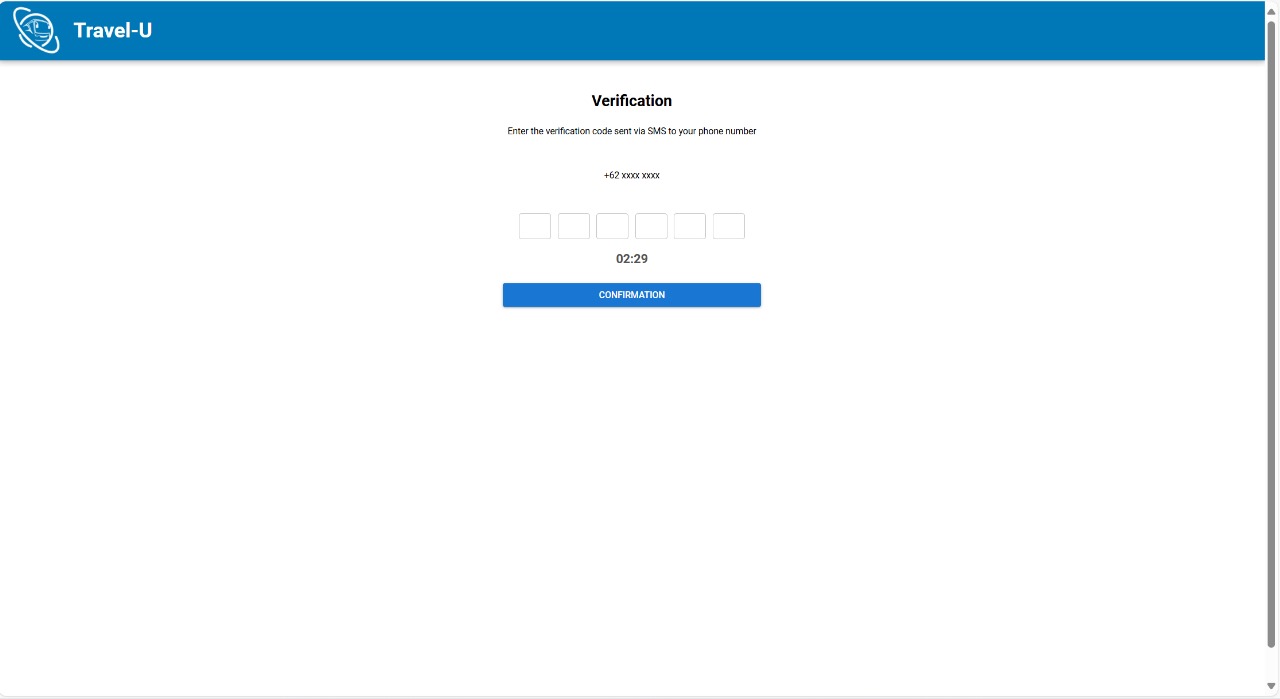 Travel-U
Verification
Enter the verification code sent via SMS to your phone number
+62 xxxx xxxx
02:29
CONFIRMATION